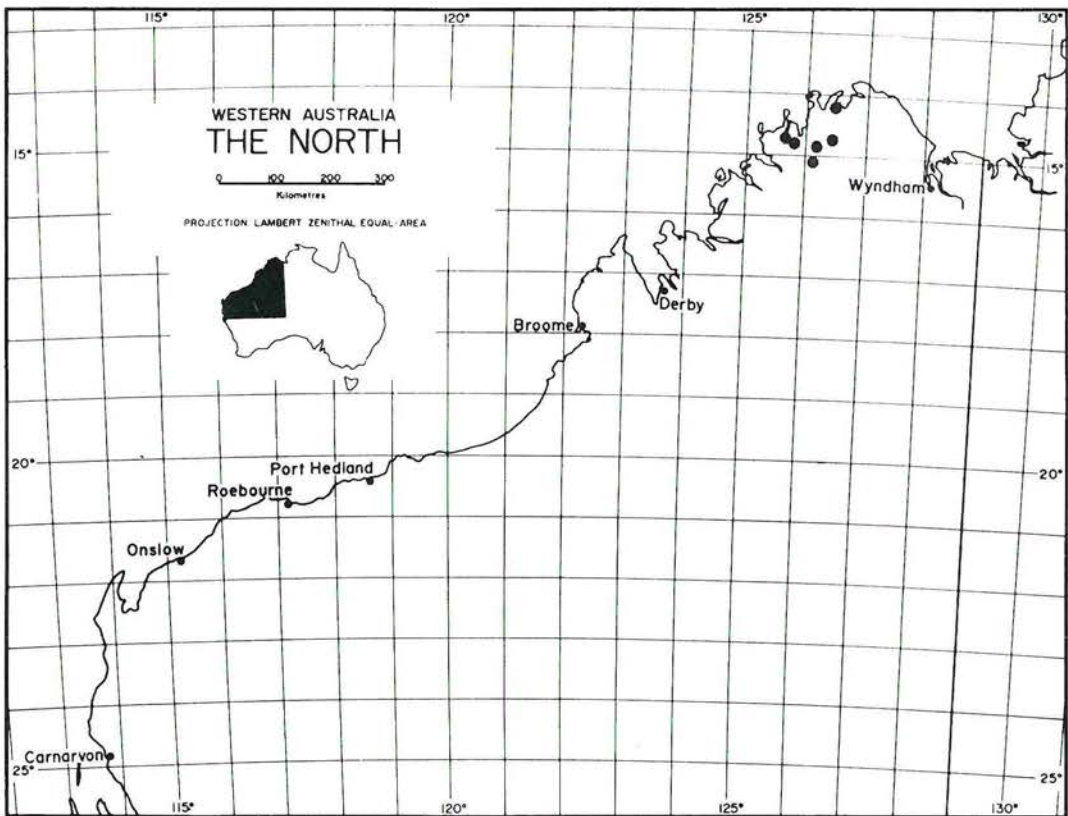 115°
120°
125°
130°
WESTERN AUSTRALIA
THE NORTH
0 100 200 300
Kilometres
PROJECTION: LAMBERT ZENITHAL EQUAL-AREA
15°
15°
Wyndham
Derby
Broome
20°
Port Hedland
20°
Roebourne
Onslow
Carnarvon
25°
25°
115°
120°
125°
130°